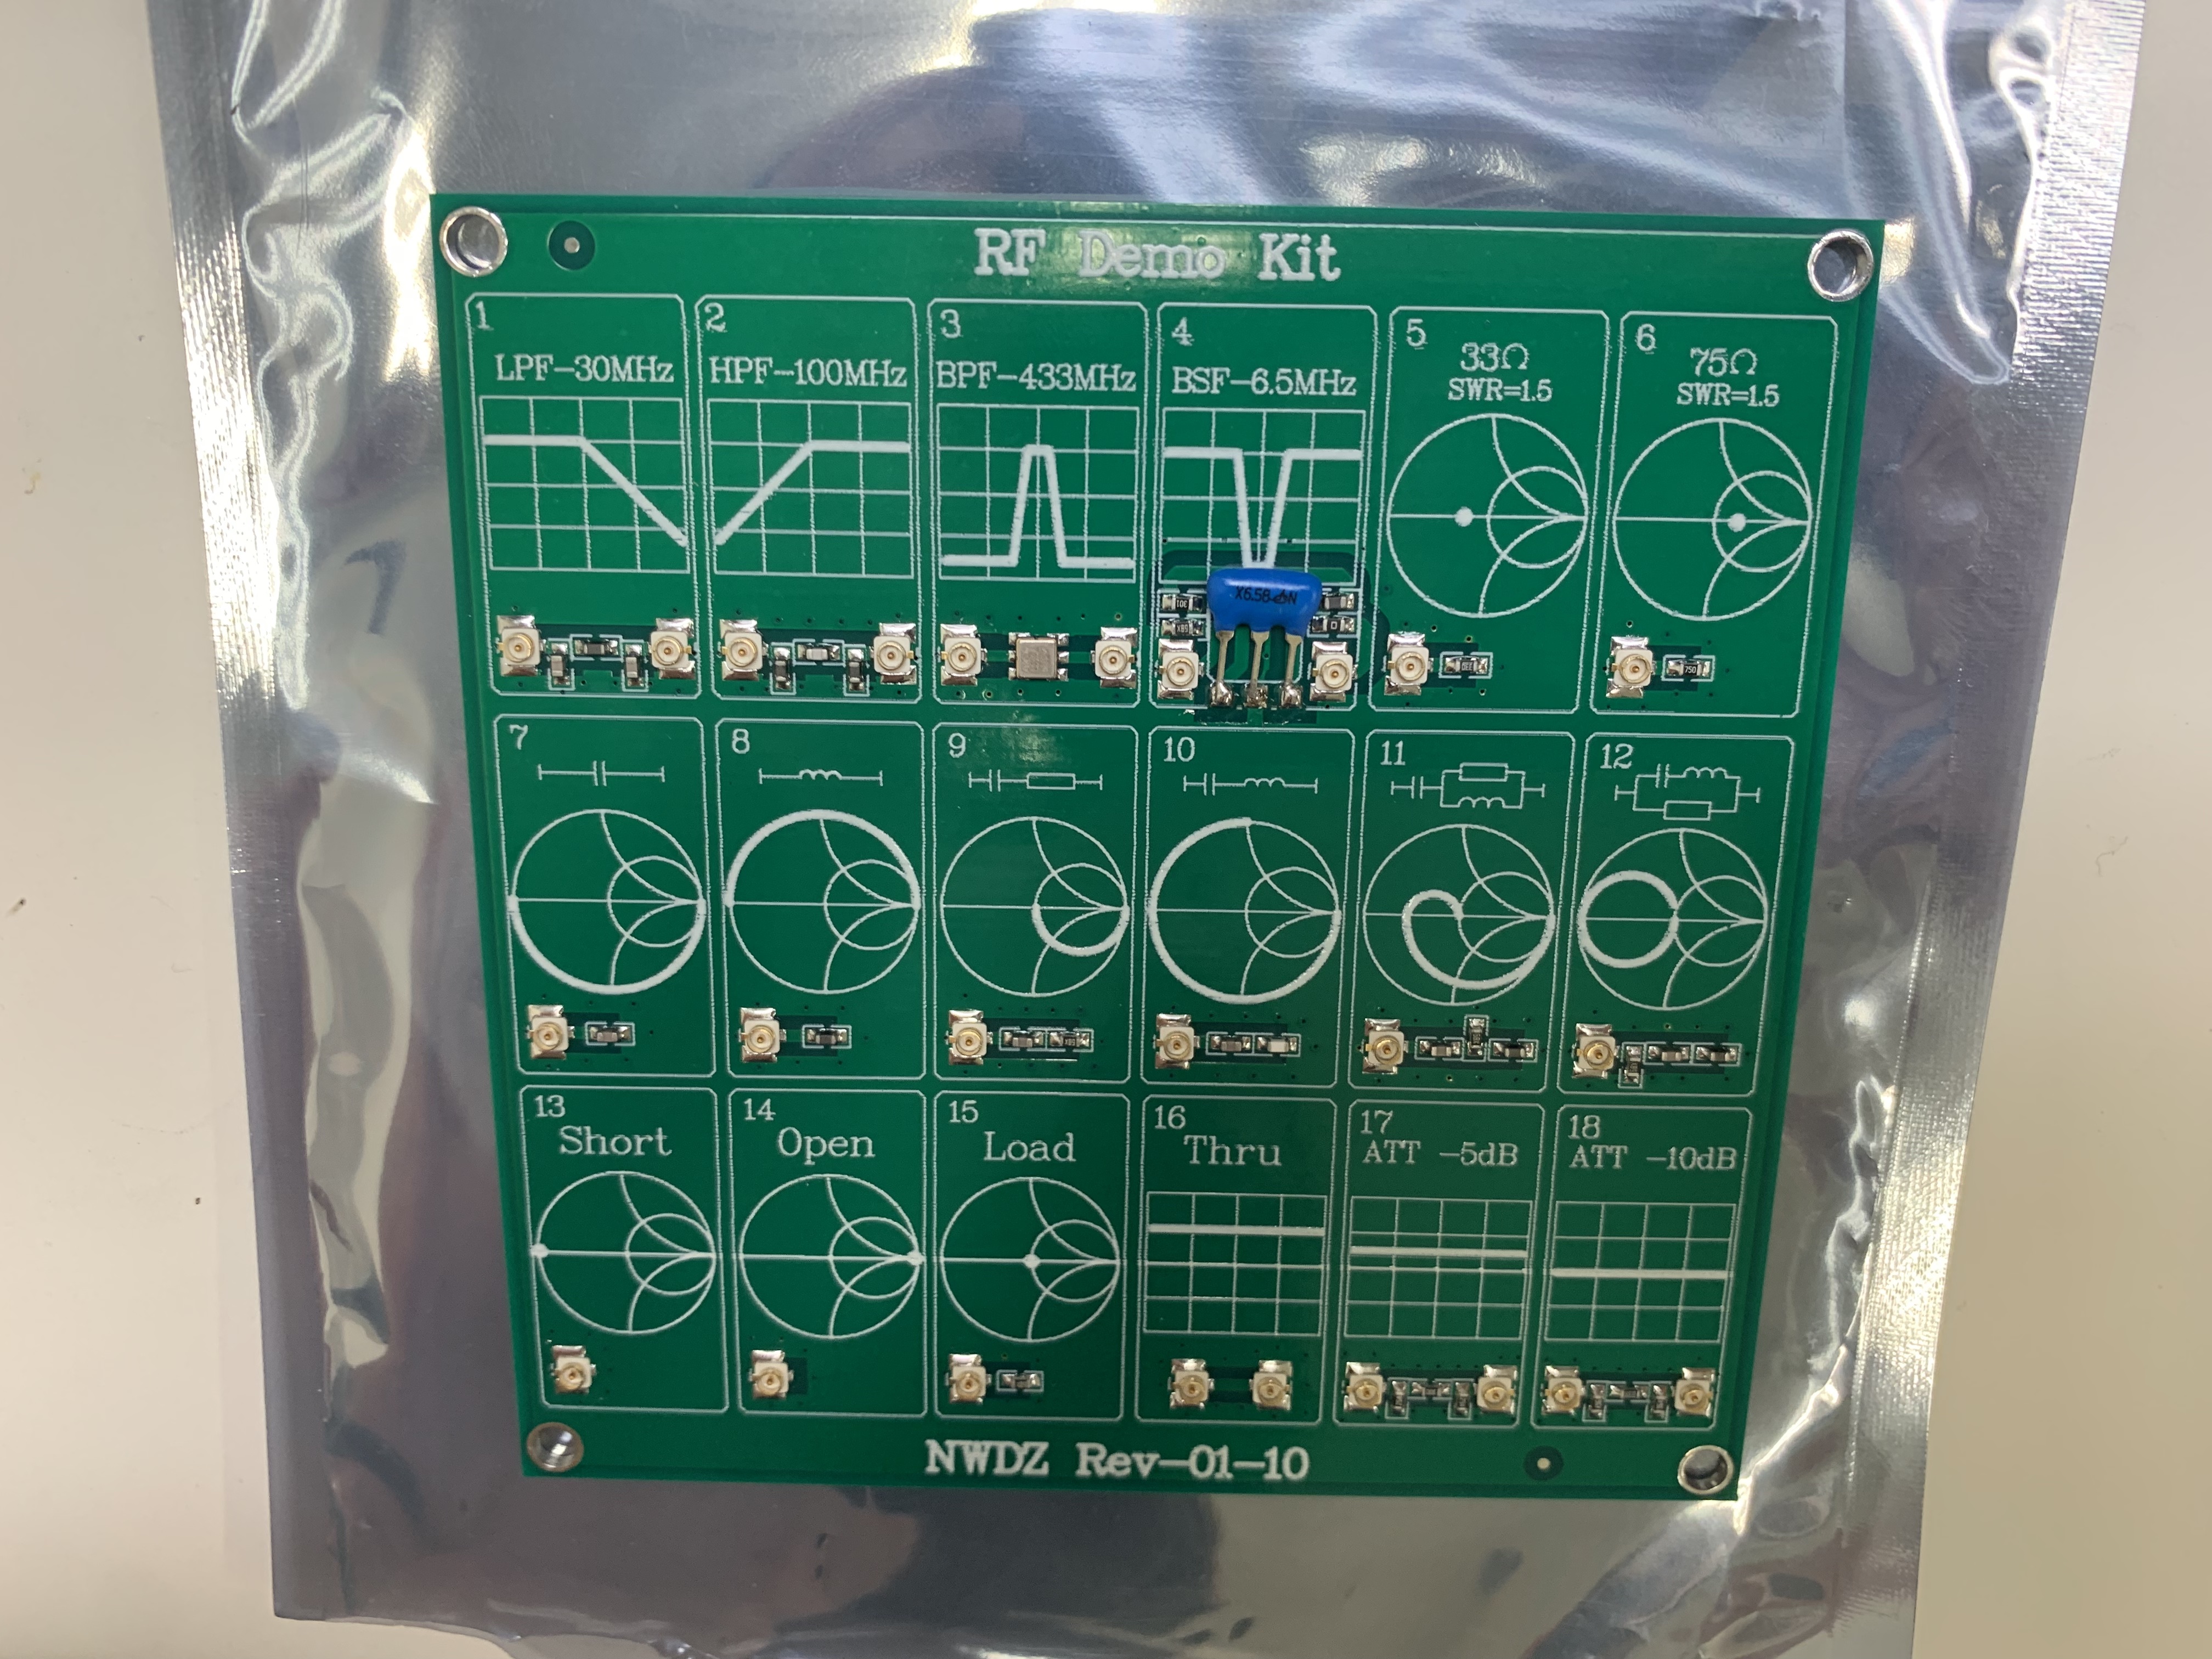 RF Demo Kit
1
LPF-30MHz
2
HPF-100MHz
3
BPF-433MHz
4
BSF-6.5MHz
5
33Ω
SWR=1.5
6
75Ω
SWR=1.5
7
8
9
10
11
12
13
Short
14
Open
15
Load
16
Thru
17
ATT -5dB
18
ATT -10dB
NWDZ Rev-01-10